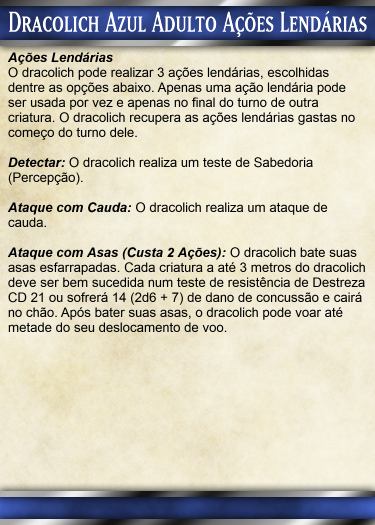 Dracolich Azul Adulto Ações Lendárias
Ações Lendárias
O dracolich pode realizar 3 ações lendárias, escolhidas
dentre as opções abaixo. Apenas uma ação lendária pode
ser usada por vez e apenas no final do turno de outra
criatura. O dracolich recupera as ações lendárias gastas no
começo do turno dele.
Detectar: O dracolich realiza um teste de Sabedoria
(Percepção).
Ataque com Cauda: O dracolich realiza um ataque de
cauda.
Ataque com Asas (Custa 2 Ações): O dracolich bate suas
asas esfarrapadas. Cada criatura a até 3 metros do dracolich
deve ser bem sucedida num teste de resistência de Destreza
CD 21 ou sofrerá 14 (2d6 + 7) de dano de concussão e cairá
no chão. Após bater suas asas, o dracolich pode voar até
metade do seu deslocamento de voo.